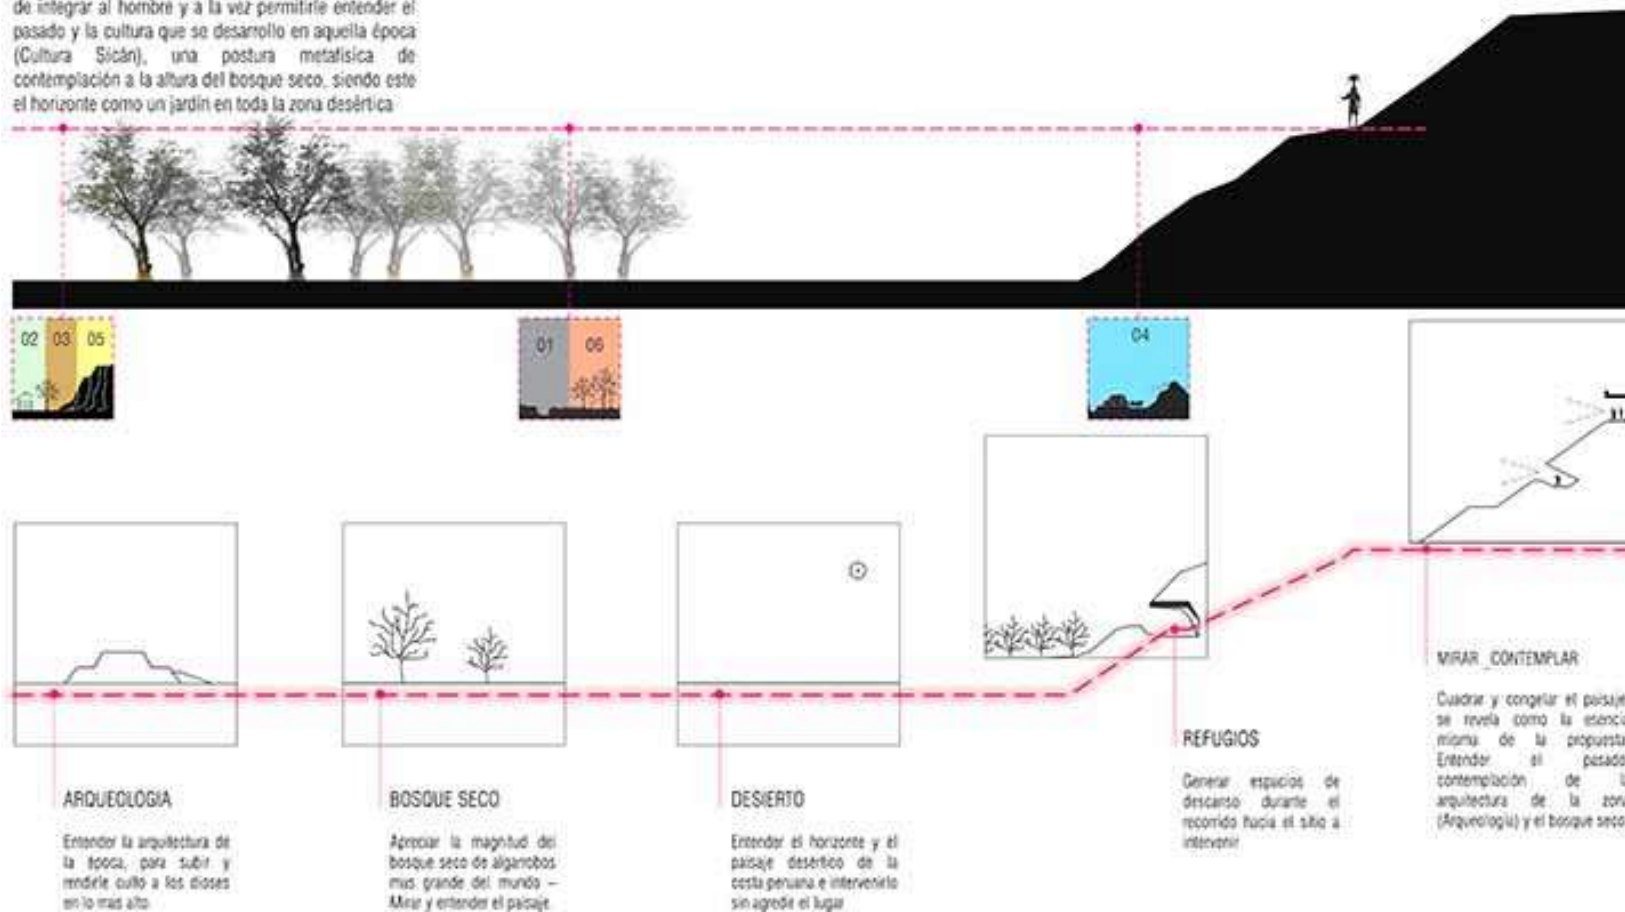 de integrar al hombre y a la vez permitirle entender el
pasado y la cultura que se desarrollo en aquella época
(Cultura Sicán), una postura metafísica de
contemplación a la altura del bosque seco, siendo este
el horizonte como un jardín en toda la zona desértica
02 03 05
01 06
04
ARQUEOLOGIA
Entender la arquitectura de
la época, para subir y
rendirle culto a los dioses
en lo mas alto
BOSQUE SECO
Apreciar la magnitud del
bosque seco de algarrobos
mas grande del mundo –
Mirar y entender el paisaje.
DESIERTO
Entender el horizonte y el
paisaje desértico de la
costa peruana e intervenirlo
sin agredir el lugar
REFUGIOS
Generar espacios de
descanso durante el
recorrido hacia el sitio a
intervenir
MIRAR_CONTEMPLAR
Cuadrar y congelar el paisaje
se revela como la esencia
misma de la propuesta
Entender el pasado,
contemplación de
arquitectura de la zona
(Arqueología) y el bosque seco